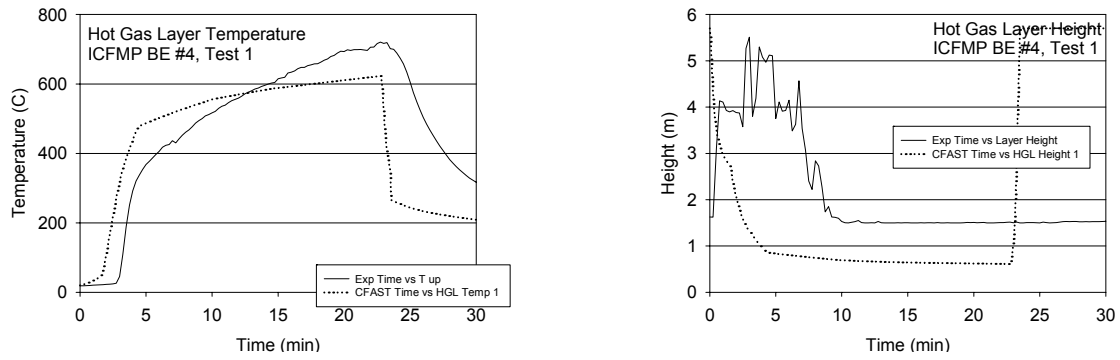 Hot Gas Layer Temperature
ICFMP BE #4, Test 1
800
600
400
200
0
Temperature (C)
Exp Time vs T up
CFAST Time vs HGL Temp 1
0 5 10 15 20 25 30
Time (min)
Hot Gas Layer Height
ICFMP BE #4, Test 1
6
5
4
3
2
1
0
Height (m)
Exp Time vs Layer Height
CFAST Time vs HGL Height 1
0 5 10 15 20 25 30
Time (min)